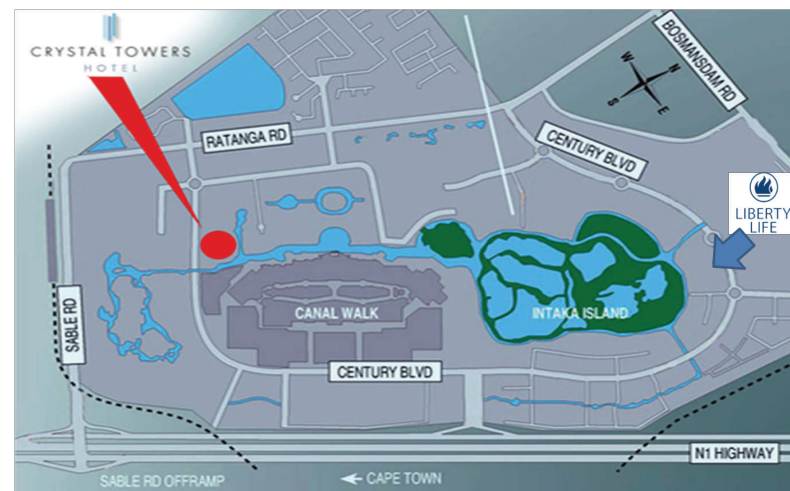 CRYSTAL TOWERS
HOTEL
BOSMANSDAM RD
N
W
E
S
RATANGA RD
CENTURY BLVD
LIBERTY
LIFE
SABLE RD
CANAL WALK
INTAKA ISLAND
CENTURY BLVD
N1 HIGHWAY
SABLE RD OFFRAMP
CAPE TOWN